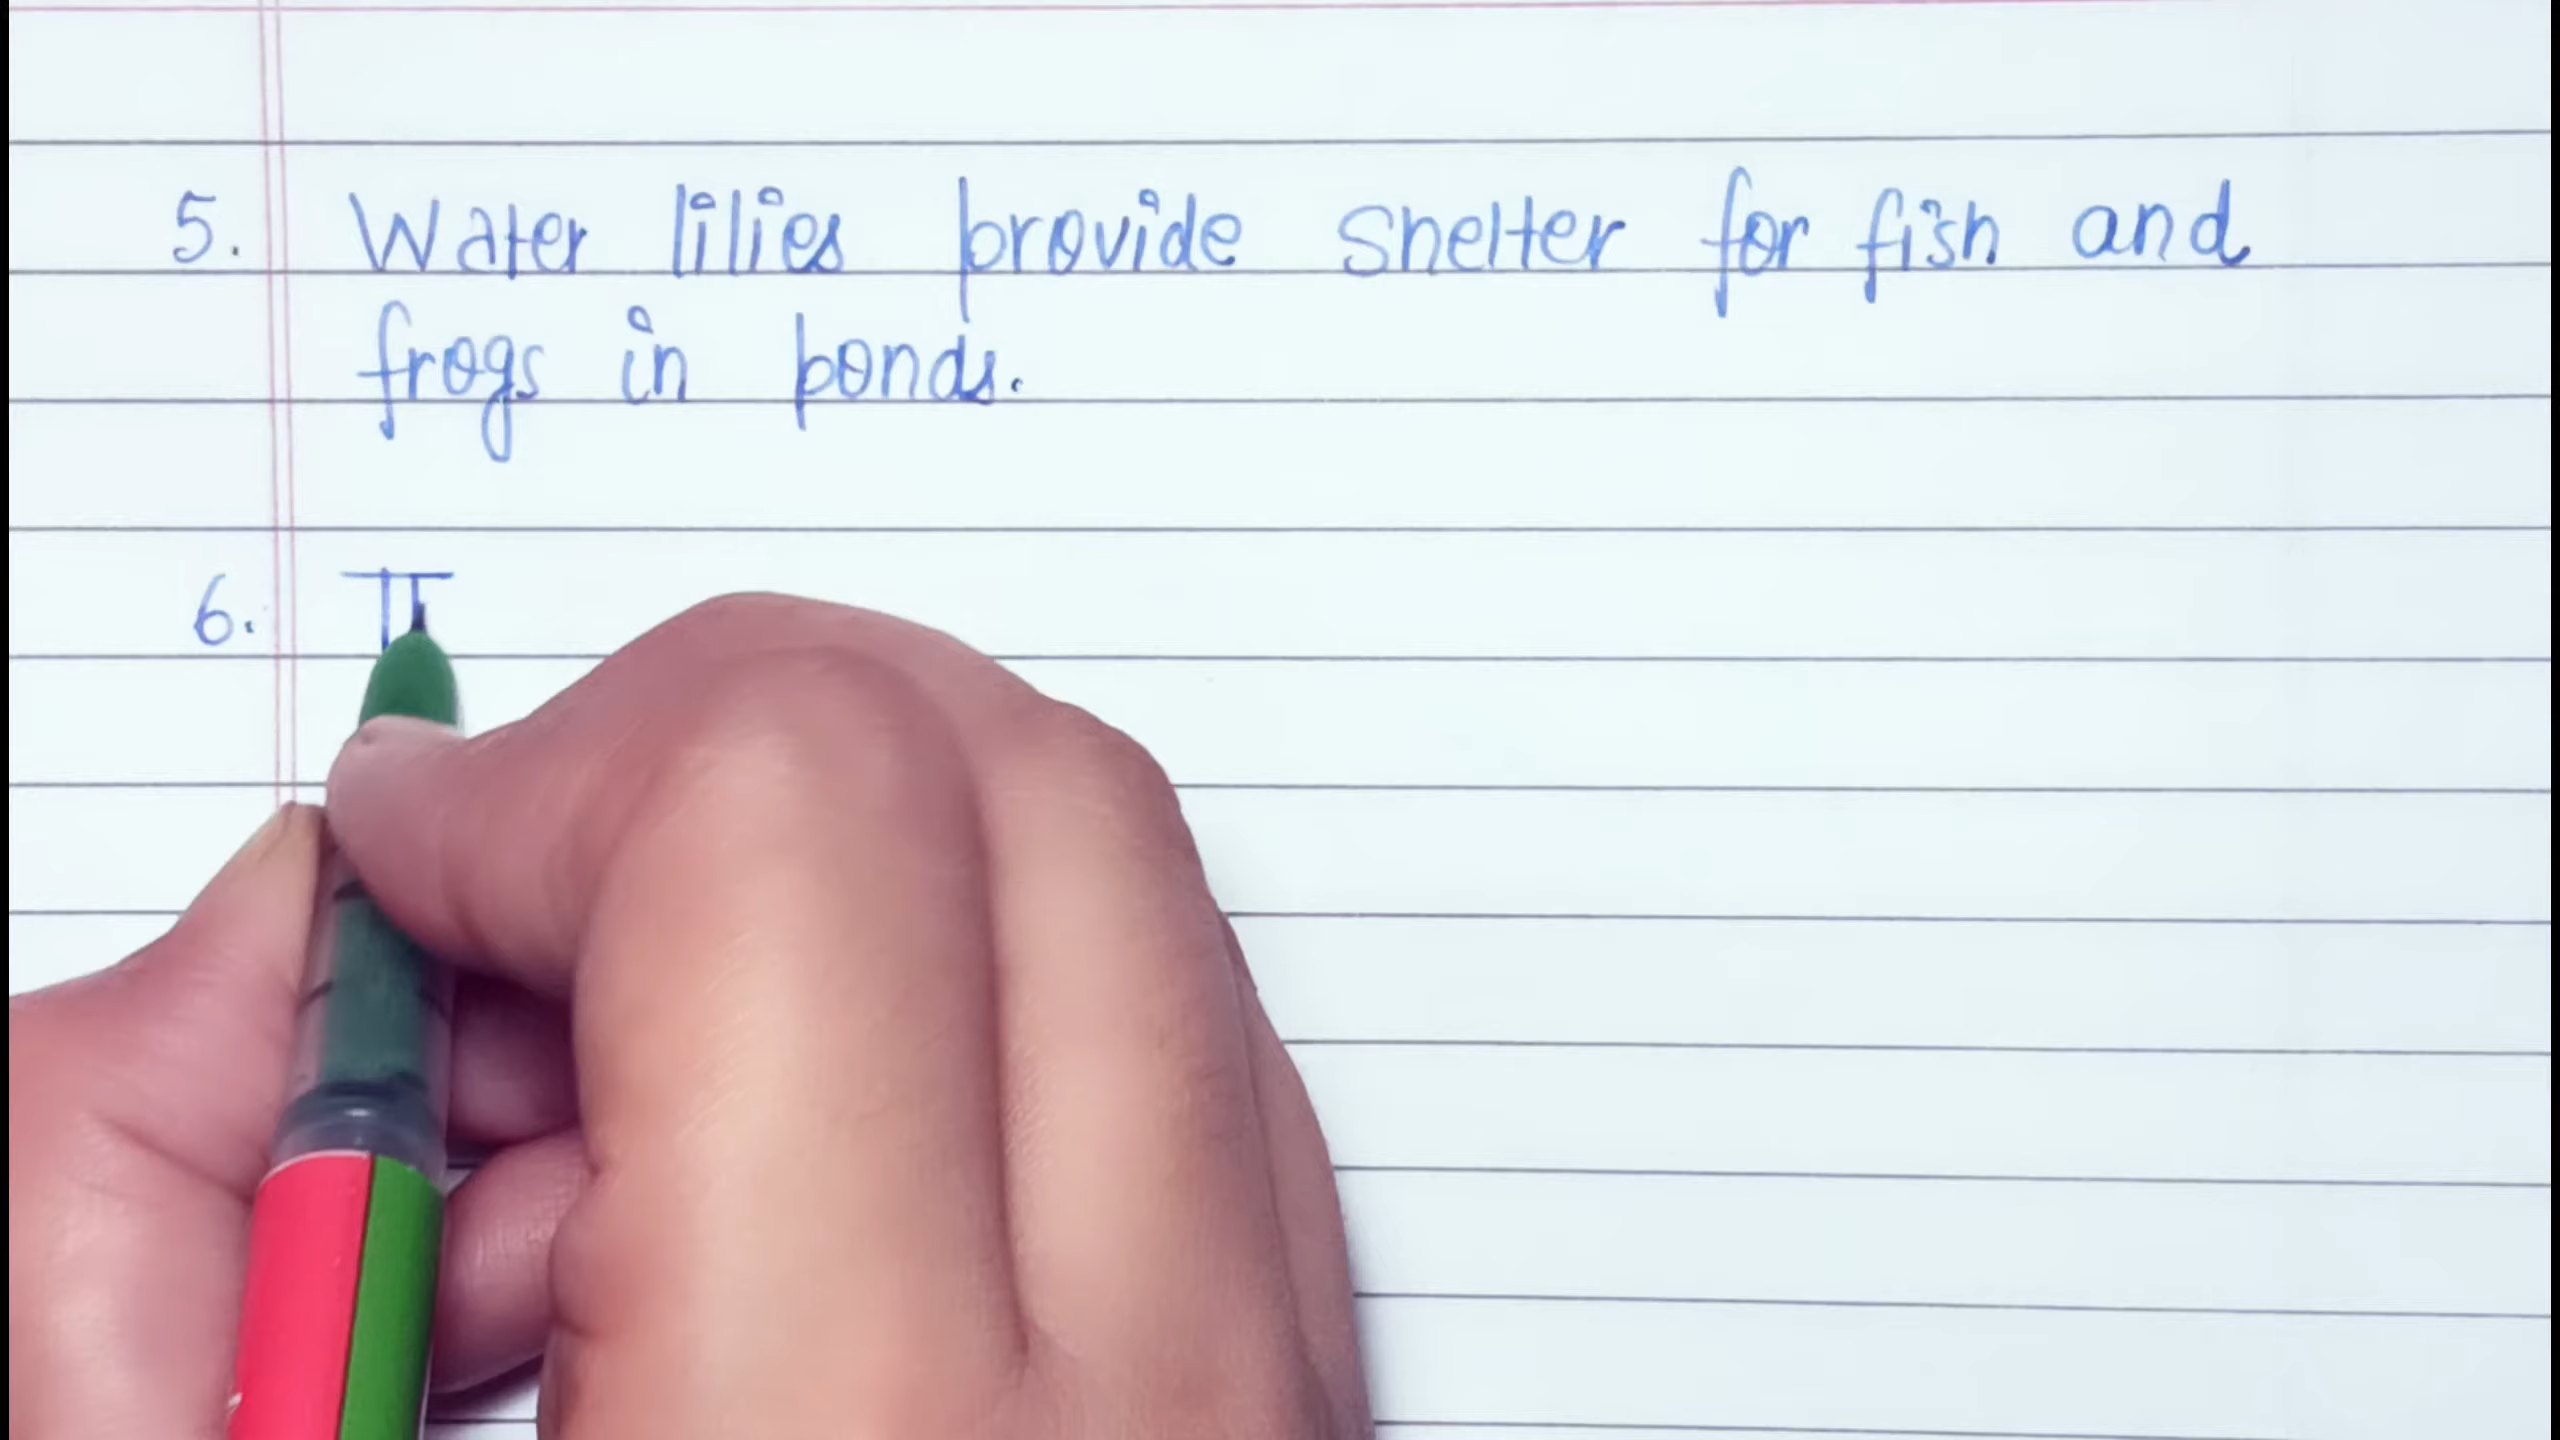 5. Water lilies provide shelter for fish and
frogs in ponds.
6. T